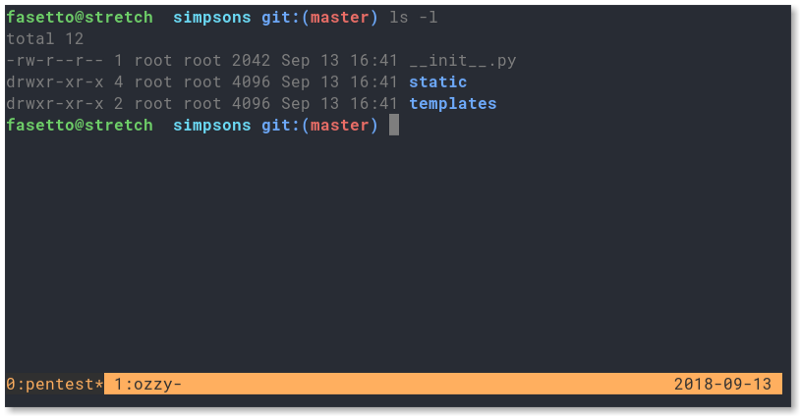 fasetto@stretch  simpsons git:(master) ls -l
total 12
-rw-r--r-- 1 root root 2042 Sep 13 16:41 __init__.py
drwxr-xr-x 4 root root 4096 Sep 13 16:41 static
drwxr-xr-x 2 root root 4096 Sep 13 16:41 templates
fasetto@stretch  simpsons git:(master)
0:pentest* 1:ozzy- 2018-09-13